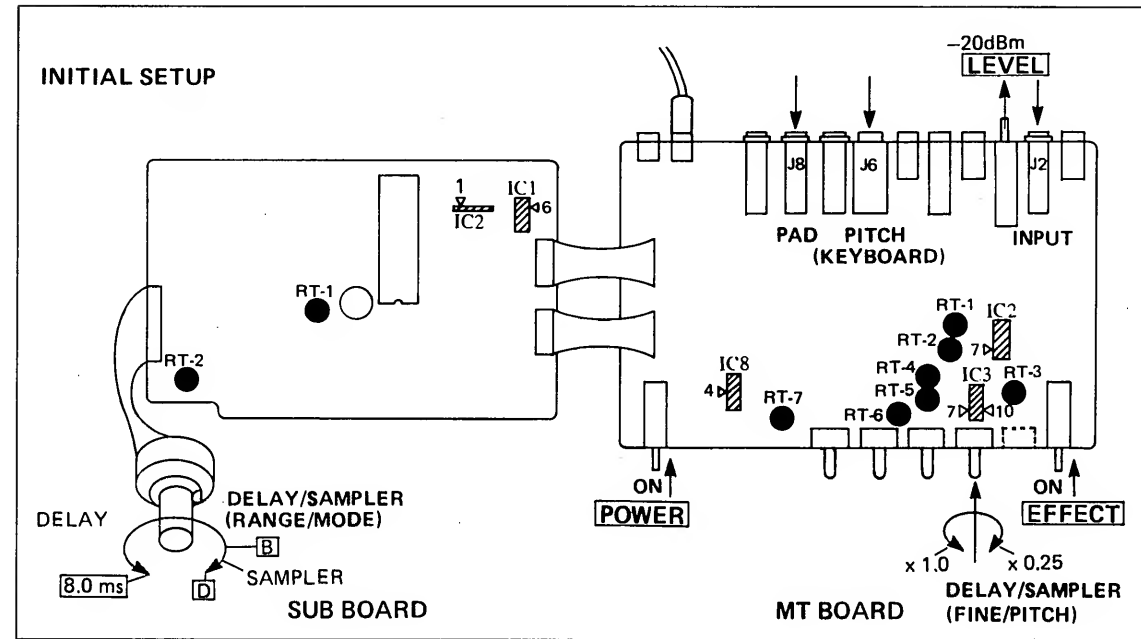 INITIAL SETUP
−20dBm
LEVEL
J8
J6
J2
PAD
PITCH
(KEYBOARD)
INPUT
1
IC2
IC1
6
RT-1
RT-2
RT-1
IC2
RT-2
7
RT-4
RT-5
RT-6
IC3
7
10
RT-3
IC8
4
RT-7
DELAY
DELAY/SAMPLER
(RANGE/MODE)
B
SAMPLER
D
8.0 ms
SUB BOARD
ON
POWER
ON
EFFECT
x 1.0
x 0.25
DELAY/SAMPLER
(FINE/PITCH)
MT BOARD